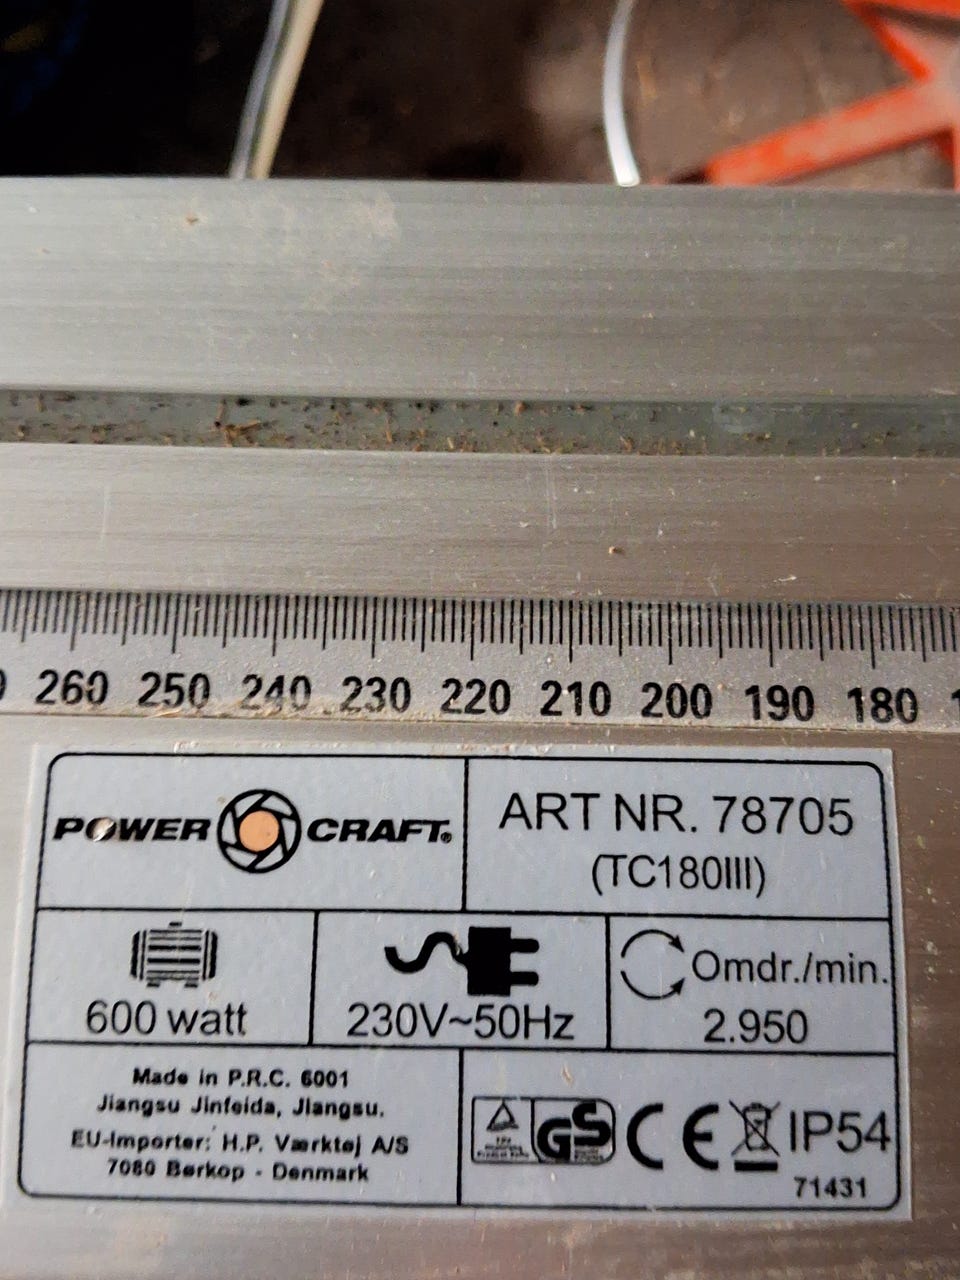 260 250 240 230 220 210 200 190 180
POWER CRAFT®
ART NR. 78705
(TC180III)
600 watt
230V~50Hz
Omdr./min.
2.950
Made in P.R.C. 6001
Jiangsu Jinfeida, Jiangsu.
EU-Importer: H.P. Værktøj A/S
7080 Børkop - Denmark
GS CE IP54
71431